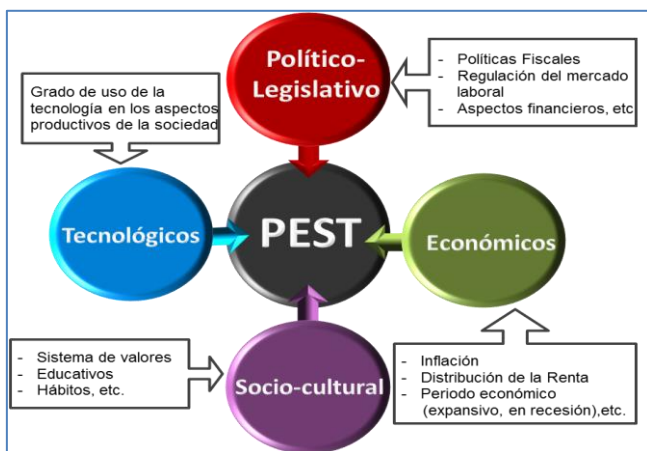 Político-
Legislativo
- Políticas Fiscales
- Regulación del mercado
laboral
- Aspectos financieros, etc
Grado de uso de la
tecnología en los aspectos
productivos de la sociedad
Tecnológicos
PEST
Económicos
- Sistema de valores
- Educativos
- Hábitos, etc.
Socio-cultural
- Inflación
- Distribución de la Renta
- Periodo económico
(expansivo, en recesión),etc.